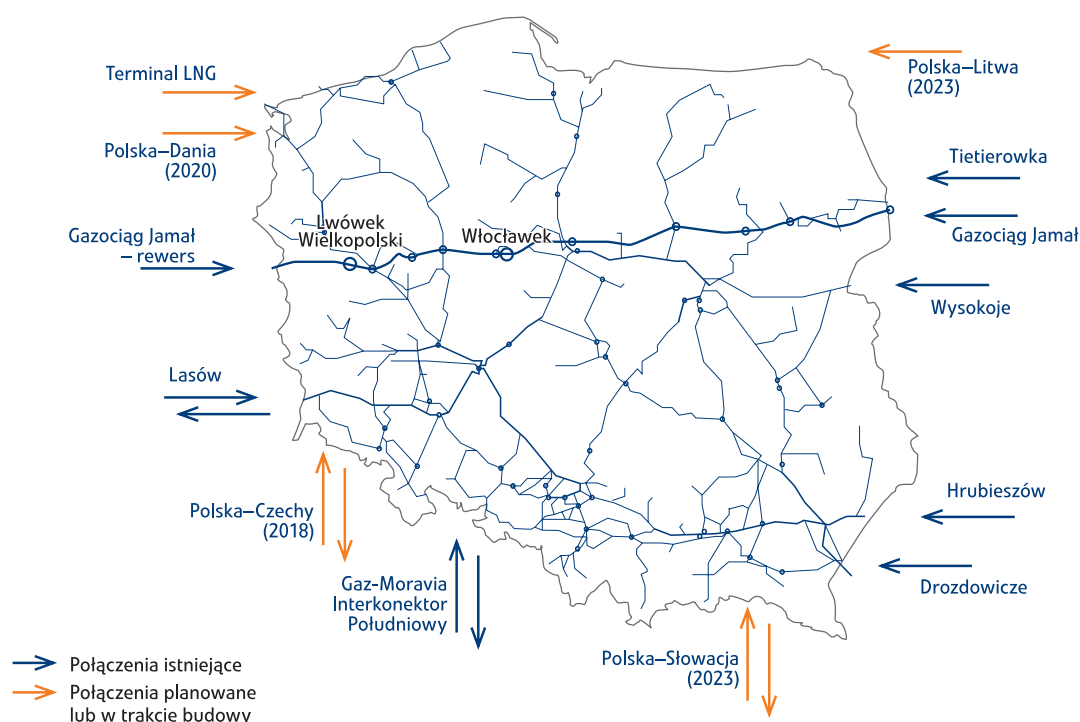 Terminal LNG
Polska–Dania
(2020)
Polska–Litwa
(2023)
Tietierowka
Gazociąg Jamał
Wysokoje
Lwówek
Wielkopolski
Włocławek
Gazociąg Jamał
– rewers
Lasów
Hrubieszów
Drozdowicze
Polska–Czechy
(2018)
Gaz-Moravia
Interkonektor
Południowy
Polska–Słowacja
(2023)
Połączenia istniejące
Połączenia planowane
lub w trakcie budowy